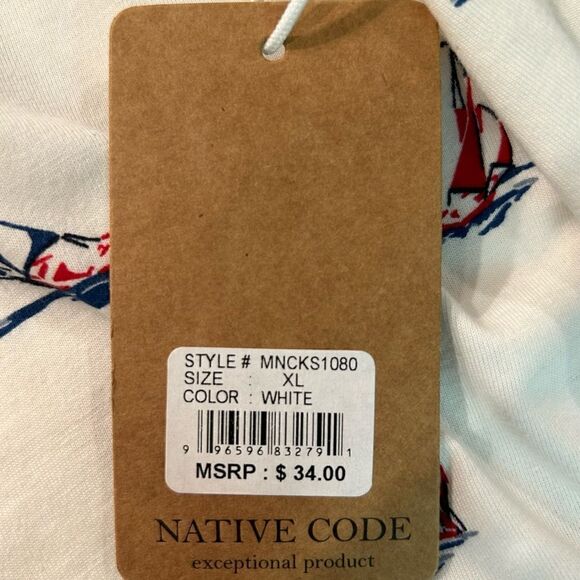 STYLE # MNCKS1080
SIZE : XL
COLOR : WHITE
9 96596 83279 1
MSRP : $ 34.00
NATIVE CODE
exceptional product